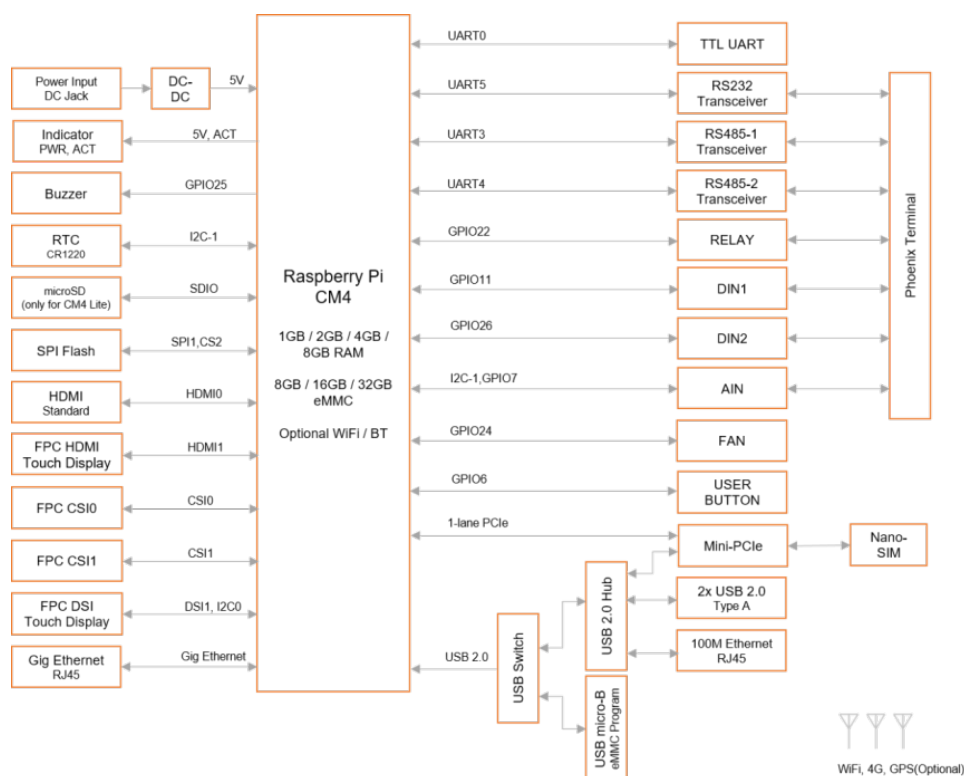 Power Input
DC Jack
DC-
DC
5V
Indicator
PWR, ACT
5V, ACT
Buzzer
GPIO25
RTC
CR1220
I2C-1
microSD
(only for CM4 Lite)
SDIO
SPI Flash
SPI1,CS2
HDMI
Standard
HDMI0
FPC HDMI
Touch Display
HDMI1
FPC CSI0
CSI0
FPC CSI1
CSI1
FPC DSI
Touch Display
DSI1, I2C0
Gig Ethernet
RJ45
Gig Ethernet
Raspberry Pi
CM4
1GB / 2GB / 4GB /
8GB RAM
8GB / 16GB / 32GB
eMMC
Optional WiFi / BT
UART0
TTL UART
UART5
RS232
Transceiver
UART3
RS485-1
Transceiver
UART4
RS485-2
Transceiver
GPIO22
RELAY
GPIO11
DIN1
GPIO26
DIN2
I2C-1,GPIO7
AIN
GPIO24
FAN
GPIO6
USER
BUTTON
1-lane PCIe
Mini-PCIe
Nano-
SIM
Phoenix Terminal
USB 2.0
USB Switch
USB 2.0 Hub
2x USB 2.0
Type A
100M Ethernet
RJ45
USB micro-B
eMMC Program
WiFi, 4G, GPS(Optional)